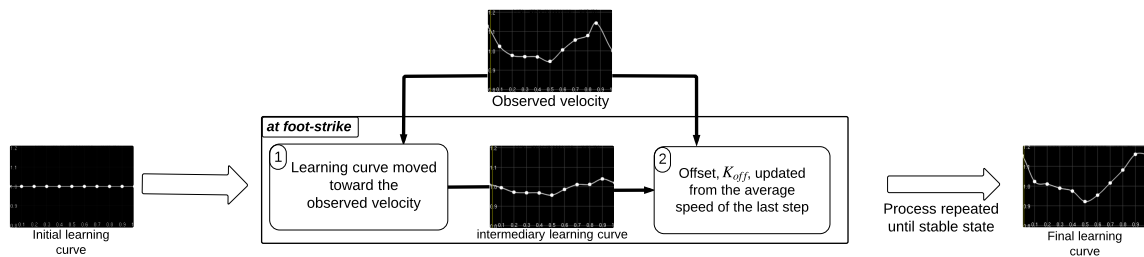 Observed velocity
at foot-strike
1
Learning curve moved
toward the
observed velocity
intermediary learning curve
2
Offset, K_off, updated
from the average
speed of the last step
Initial learning
curve
Process repeated
until stable state
Final learning
curve